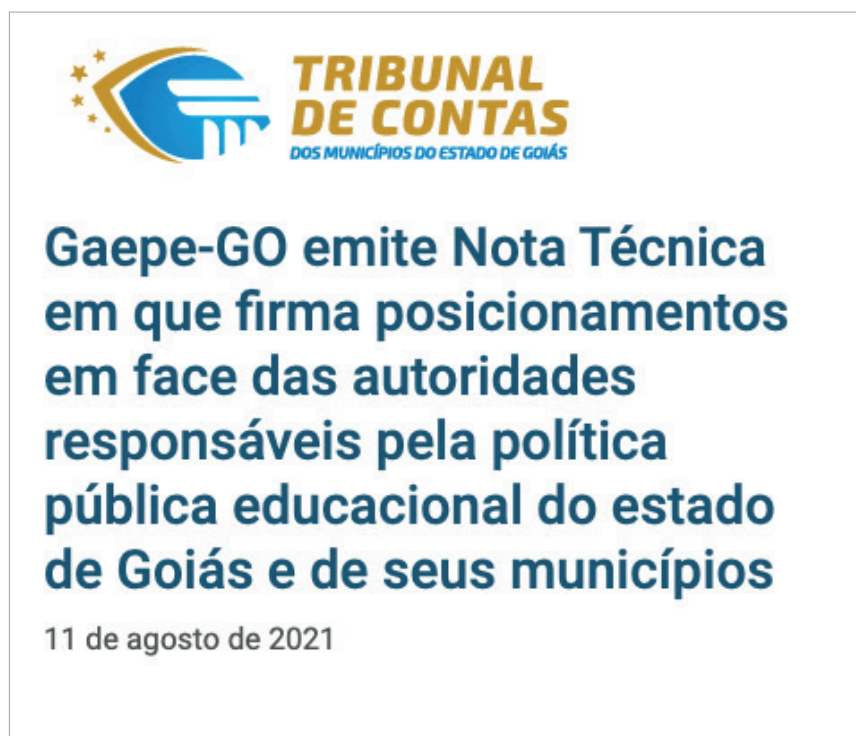 TRIBUNAL
DE CONTAS
DOS MUNICÍPIOS DO ESTADO DE GOIÁS
Gaepe-GO emite Nota Técnica
em que firma posicionamentos
em face das autoridades
responsáveis pela política
pública educacional do estado
de Goiás e de seus municípios
11 de agosto de 2021